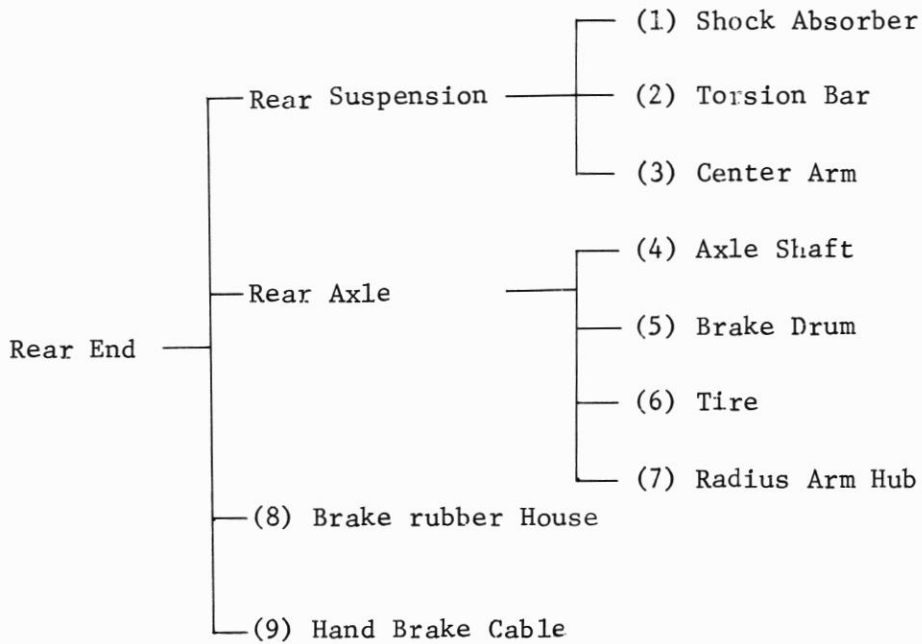 (1) Shock Absorber
Rear Suspension
(2) Torsion Bar
(3) Center Arm
(4) Axle Shaft
Rear Axle
(5) Brake Drum
Rear End
(6) Tire
(7) Radius Arm Hub
(8) Brake rubber House
(9) Hand Brake Cable